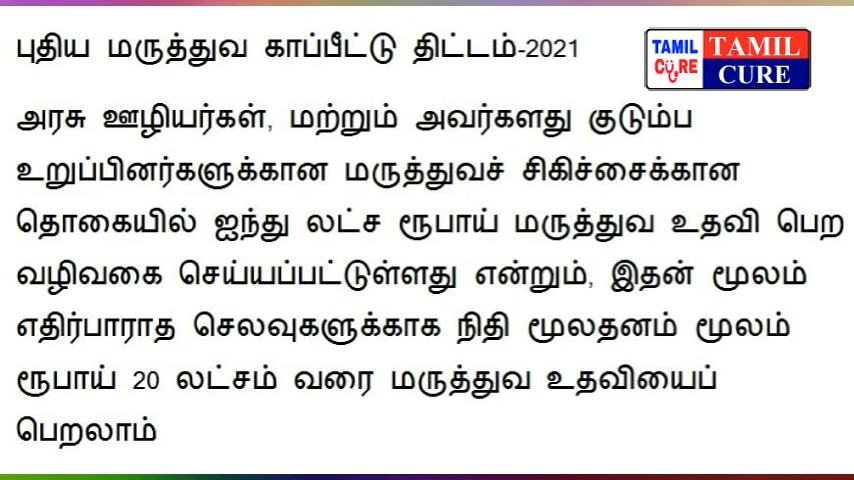 புதிய மருத்துவ காப்பீட்டு திட்டம்-2021
TAMIL CURE
TAMIL
CURE
அரசு ஊழியர்கள், மற்றும் அவர்களது குடும்ப
உறுப்பினர்களுக்கான மருத்துவச் சிகிச்சைக்கான
தொகையில் ஐந்து லட்ச ரூபாய் மருத்துவ உதவி பெற
வழிவகை செய்யப்பட்டுள்ளது என்றும், இதன் மூலம்
எதிர்பாராத செலவுகளுக்காக நிதி மூலதனம் மூலம்
ரூபாய் 20 லட்சம் வரை மருத்துவ உதவியைப்
பெறலாம்